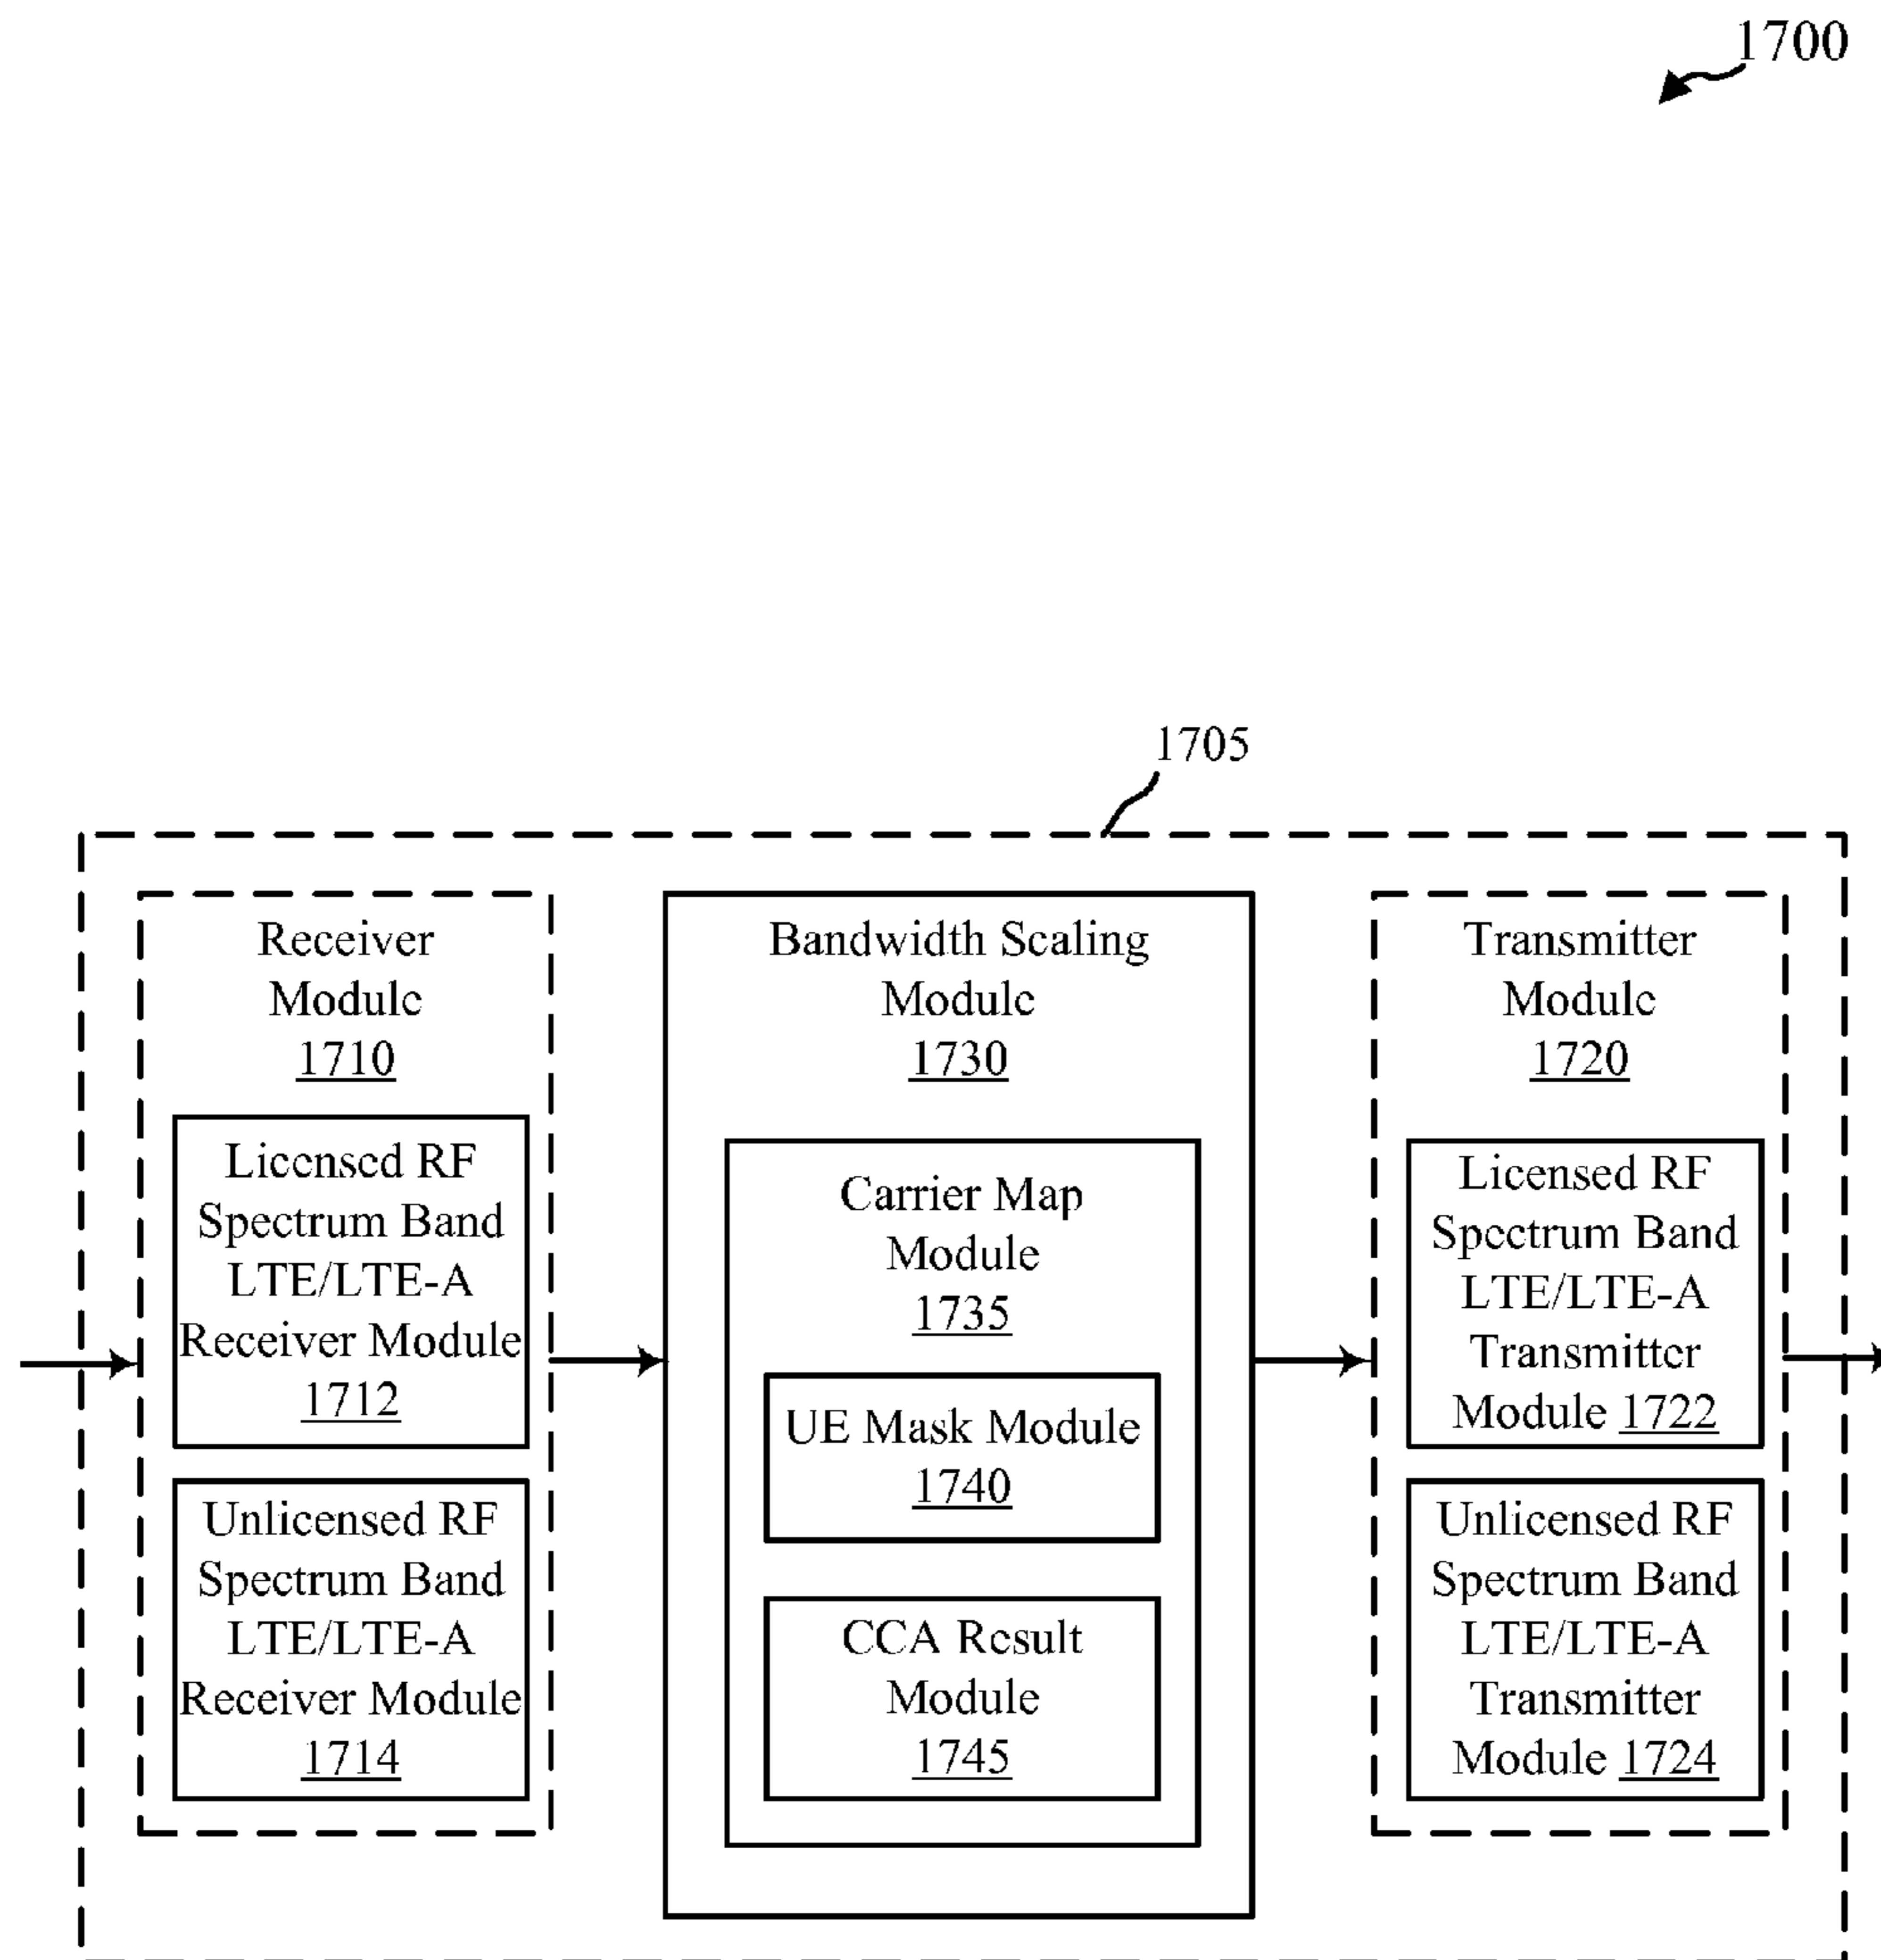 1700
1705
Receiver
Module
1710
Licensed RF
Spectrum Band
LTE/LTE-A
Receiver Module
1712
Unlicensed RF
Spectrum Band
LTE/LTE-A
Receiver Module
1714
Bandwidth Scaling
Module
1730
Carrier Map
Module
1735
UE Mask Module
1740
CCA Result
Module
1745
Transmitter
Module
1720
Licensed RF
Spectrum Band
LTE/LTE-A
Transmitter
Module 1722
Unlicensed RF
Spectrum Band
LTE/LTE-A
Transmitter
Module 1724